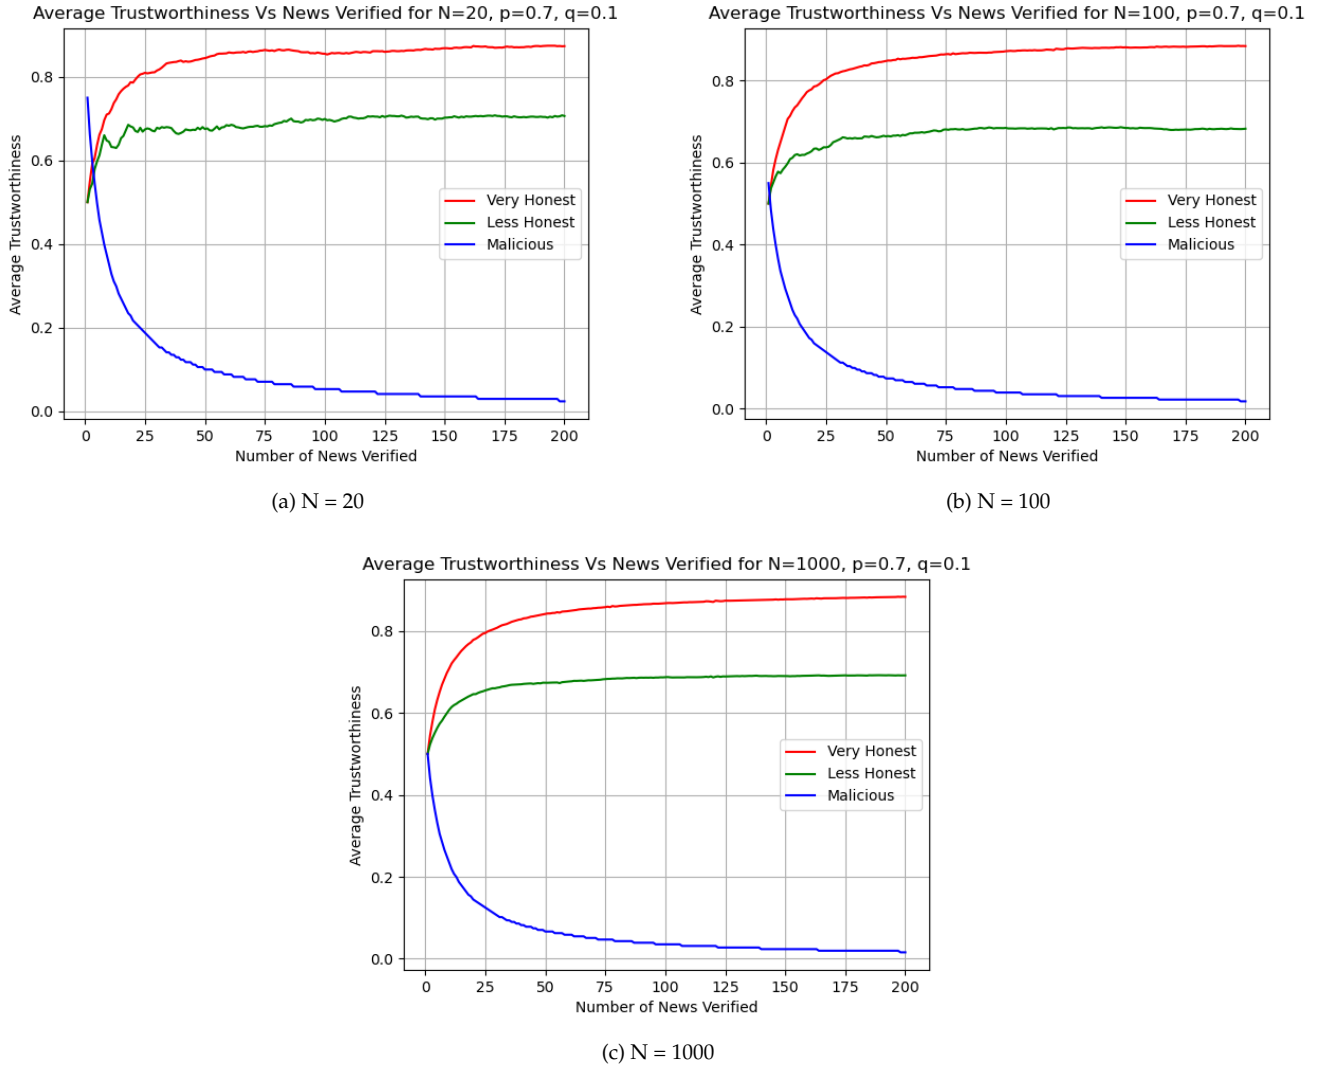 Average Trustworthiness Vs News Verified for N=20, p=0.7, q=0.1
Average Trustworthiness
0.8
0.6
0.4
0.2
0.0
Very Honest
Less Honest
Malicious
0 25 50 75 100 125 150 175 200
Number of News Verified
(a) N = 20
Average Trustworthiness Vs News Verified for N=100, p=0.7, q=0.1
Average Trustworthiness
0.8
0.6
0.4
0.2
0.0
Very Honest
Less Honest
Malicious
0 25 50 75 100 125 150 175 200
Number of News Verified
(b) N = 100
Average Trustworthiness Vs News Verified for N=1000, p=0.7, q=0.1
Average Trustworthiness
0.8
0.6
0.4
0.2
0.0
Very Honest
Less Honest
Malicious
0 25 50 75 100 125 150 175 200
Number of News Verified
(c) N = 1000